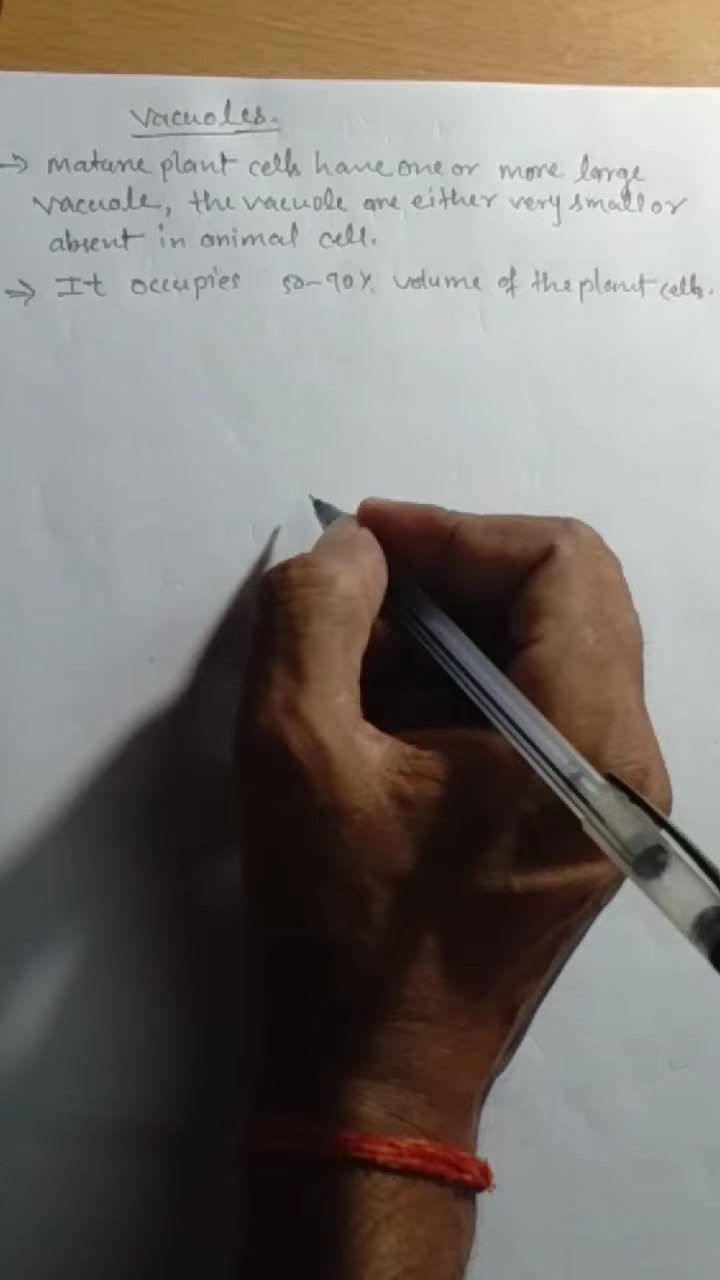 Vacuoles.
→ mature plant cells have one or more large
vacuole, the vacuole are either very small or
absent in animal cell.
⇒ It occupies 50-90% volume of the plant cells.